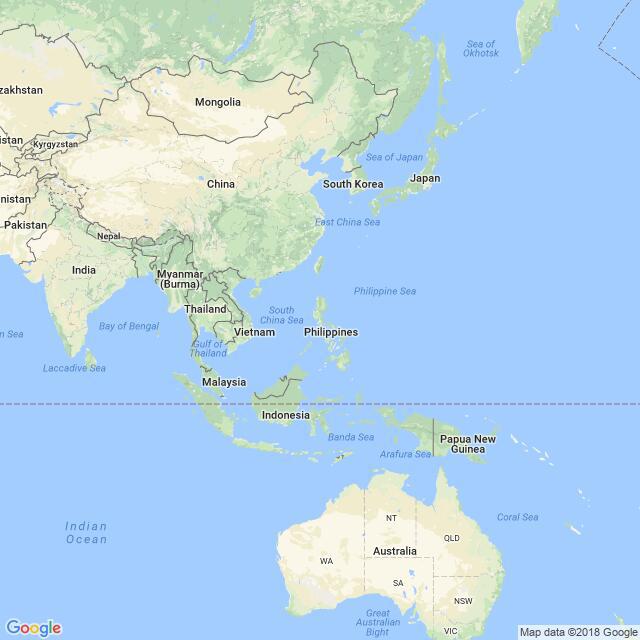 Sea of
Okhotsk
zakhstan
Mongolia
istan
Kyrgyzstan
Sea of Japan
Japan
China
South Korea
nistan
Pakistan
East China Sea
Nepal
India
Myanmar
(Burma)
Philippine Sea
Thailand
South
China Sea
Bay of Bengal
Vietnam
Philippines
n Sea
Gulf of
Thailand
Laccadive Sea
Malaysia
Indonesia
Banda Sea
Papua New
Guinea
Arafura Sea
Indian
Ocean
Coral Sea
NT
QLD
Australia
WA
SA
NSW
Great
Australian
Bight
VIC
Google
Map data ©2018 Google